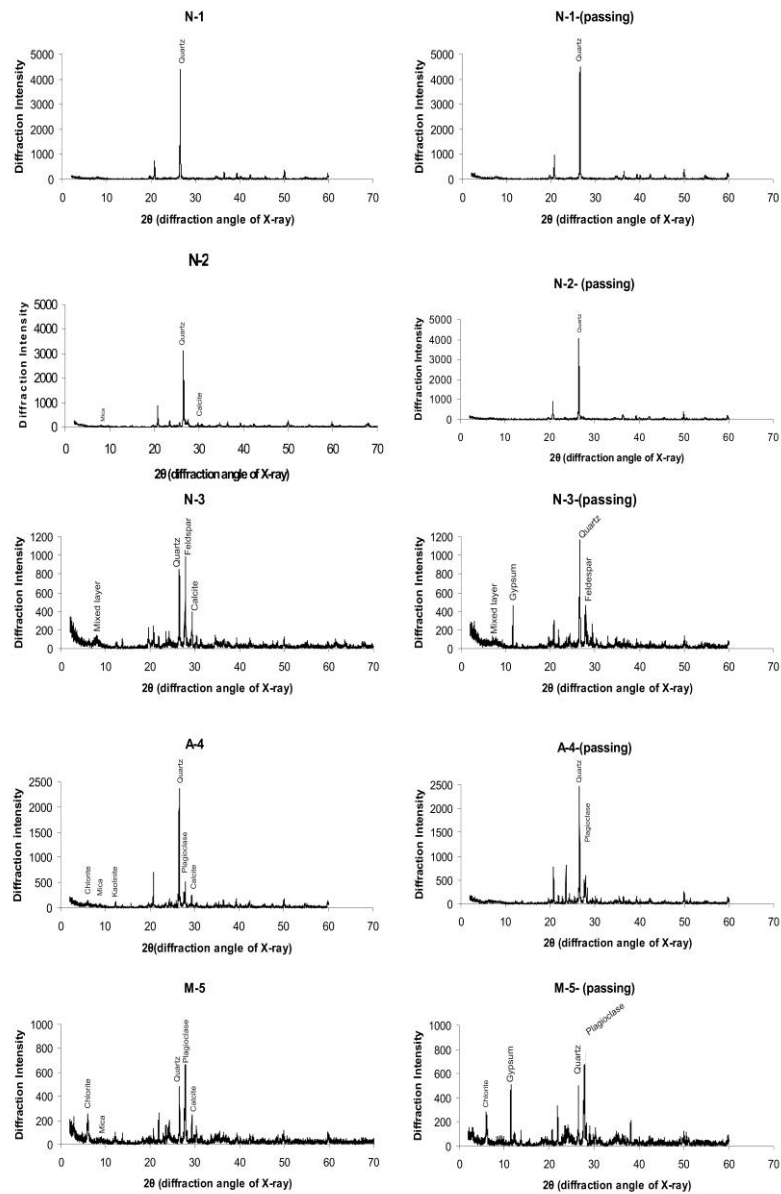 N-1
Quartz
Diffraction Intensity
5000
4000
3000
2000
1000
0
0 10 20 30 40 50 60 70
2θ (diffraction angle of X-ray)
N-1-(passing)
Quartz
Diffraction Intensity
5000
4000
3000
2000
1000
0
0 10 20 30 40 50 60 70
2θ (diffraction angle of X-ray)
N-2
Quartz
Mica
Calcite
Diffraction Intensity
5000
4000
3000
2000
1000
0
0 10 20 30 40 50 60 70
2θ (diffraction angle of X-ray)
N-2- (passing)
Quartz
Diffraction Intensity
5000
4000
3000
2000
1000
0
0 10 20 30 40 50 60 70
2θ (diffraction angle of X-ray)
N-3
Mixed layer
Quartz
Feldspar
Calcite
Diffraction Intensity
1200
1000
800
600
400
200
0
0 10 20 30 40 50 60 70
2θ (diffraction angle of X-ray)
N-3-(passing)
Mixed layer
Gypsum
Quartz
Feldespar
Diffraction Intensity
1200
1000
800
600
400
200
0
0 10 20 30 40 50 60 70
2θ (diffraction angle of X-ray)
A-4
Chlorite
Mica
Kaolinite
Quartz
Plagioclase
Calcite
Diffraction intensity
2500
2000
1500
1000
500
0
0 10 20 30 40 50 60 70
2θ(diffraction angle of X-ray)
A-4-(passing)
Quartz
Plagioclase
Diffraction Intensity
2500
2000
1500
1000
500
0
0 10 20 30 40 50 60 70
2θ (diffraction angle of X-ray)
M-5
Chlorite
Mica
Quartz
Plagioclase
Calcite
Diffraction Intensity
1000
800
600
400
200
0
0 10 20 30 40 50 60 70
2θ (diffraction angle of X-ray)
M-5- (passing)
Chlorite
Gypsum
Quartz
Plagioclase
Diffraction Intensity
1000
800
600
400
200
0
0 10 20 30 40 50 60 70
2θ (diffraction angle of X-ray)